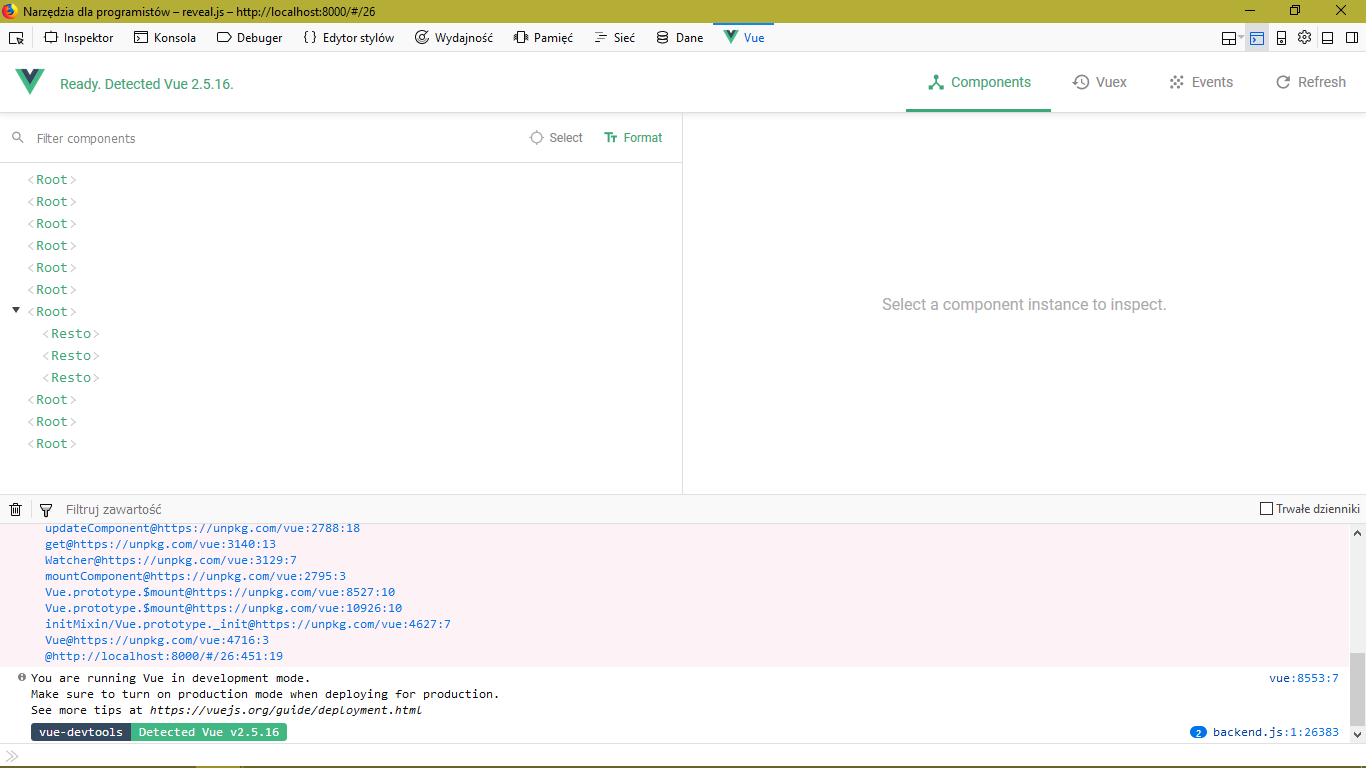 Narzędzia dla programistów – reveal.js – http://localhost:8000/#/26
Inspektor Konsola Debuger Edytor stylów Wydajność Pamięć Sieć Dane Vue
Ready. Detected Vue 2.5.16. Components Vuex Events Refresh
Filter components Select Format
<Root>
<Root>
<Root>
<Root>
<Root>
<Root>
<Root>
<Resto>
<Resto>
<Resto>
<Root>
<Root>
<Root>
Select a component instance to inspect.
Filtruj zawartość Trwałe dzienniki
updateComponent@https://unpkg.com/vue:2788:18
get@https://unpkg.com/vue:3140:13
Watcher@https://unpkg.com/vue:3129:7
mountComponent@https://unpkg.com/vue:2795:3
Vue.prototype.$mount@https://unpkg.com/vue:8527:10
Vue.prototype.$mount@https://unpkg.com/vue:10926:10
initMixin/Vue.prototype._init@https://unpkg.com/vue:4627:7
Vue@https://unpkg.com/vue:4716:3
@http://localhost:8000/#/26:451:19
You are running Vue in development mode. vue:8553:7
Make sure to turn on production mode when deploying for production.
See more tips at https://vuejs.org/guide/deployment.html
vue-devtools Detected Vue v2.5.16 2 backend.js:1:26383